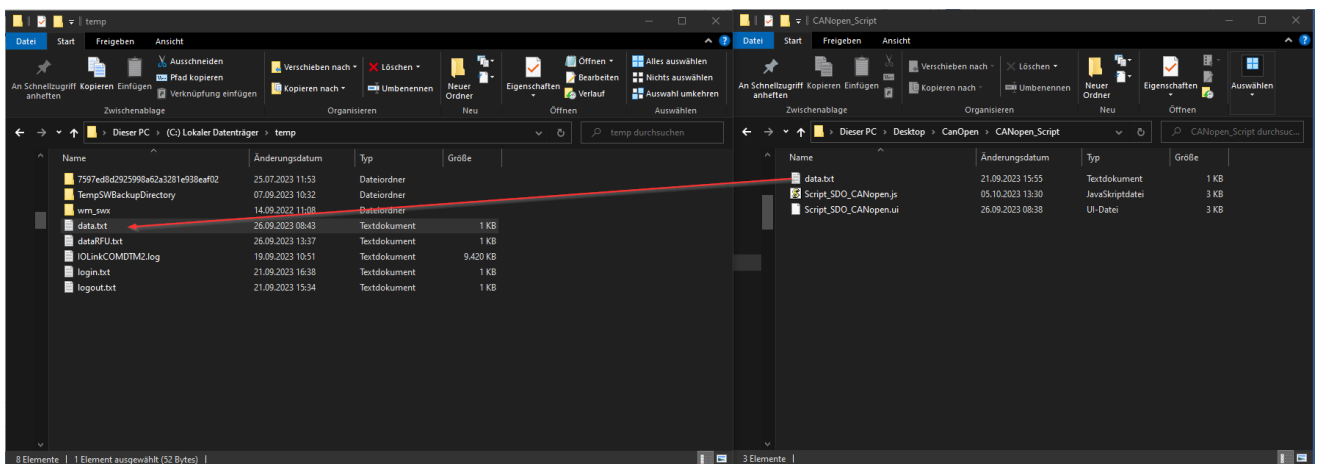 temp
Datei Start Freigeben Ansicht
An Schnellzugriff anheften
Kopieren
Einfügen
Ausschneiden
Pfad kopieren
Verknüpfung einfügen
Zwischenablage
Verschieben nach
Kopieren nach
Löschen
Umbenennen
Organisieren
Neuer Ordner
Neu
Eigenschaften
Öffnen
Bearbeiten
Verlauf
Öffnen
Alles auswählen
Nichts auswählen
Auswahl umkehren
Auswählen
Dieser PC > (C:) Lokaler Datenträger > temp
temp durchsuchen
Name Änderungsdatum Typ Größe
7597ed8d2925998a62a3281e938eaf02 25.07.2023 11:53 Dateiordner
TempSWBackupDirectory 07.09.2023 10:32 Dateiordner
wm_swx 14.09.2022 11:08 Dateiordner
data.txt 26.09.2023 08:43 Textdokument 1 KB
dataRFU.txt 26.09.2023 13:37 Textdokument 1 KB
IOLinkCOMDTM2.log 19.09.2023 10:51 Textdokument 9.420 KB
login.txt 21.09.2023 16:38 Textdokument 1 KB
logout.txt 21.09.2023 15:34 Textdokument 1 KB
8 Elemente | 1 Element ausgewählt (52 Bytes) |
CANopen_Script
Datei Start Freigeben Ansicht
An Schnellzugriff anheften
Kopieren
Einfügen
Zwischenablage
Verschieben nach
Kopieren nach
Löschen
Umbenennen
Organisieren
Neuer Ordner
Neu
Eigenschaften
Öffnen
Auswählen
Dieser PC > Desktop > CanOpen > CANopen_Script
CANopen_Script durchsuc...
Name Änderungsdatum Typ Größe
data.txt 21.09.2023 15:55 Textdokument 1 KB
Script_SDO_CANopen.js 05.10.2023 13:30 JavaScriptdatei 3 KB
Script_SDO_CANopen.ui 26.09.2023 08:38 UI-Datei 3 KB
3 Elemente |